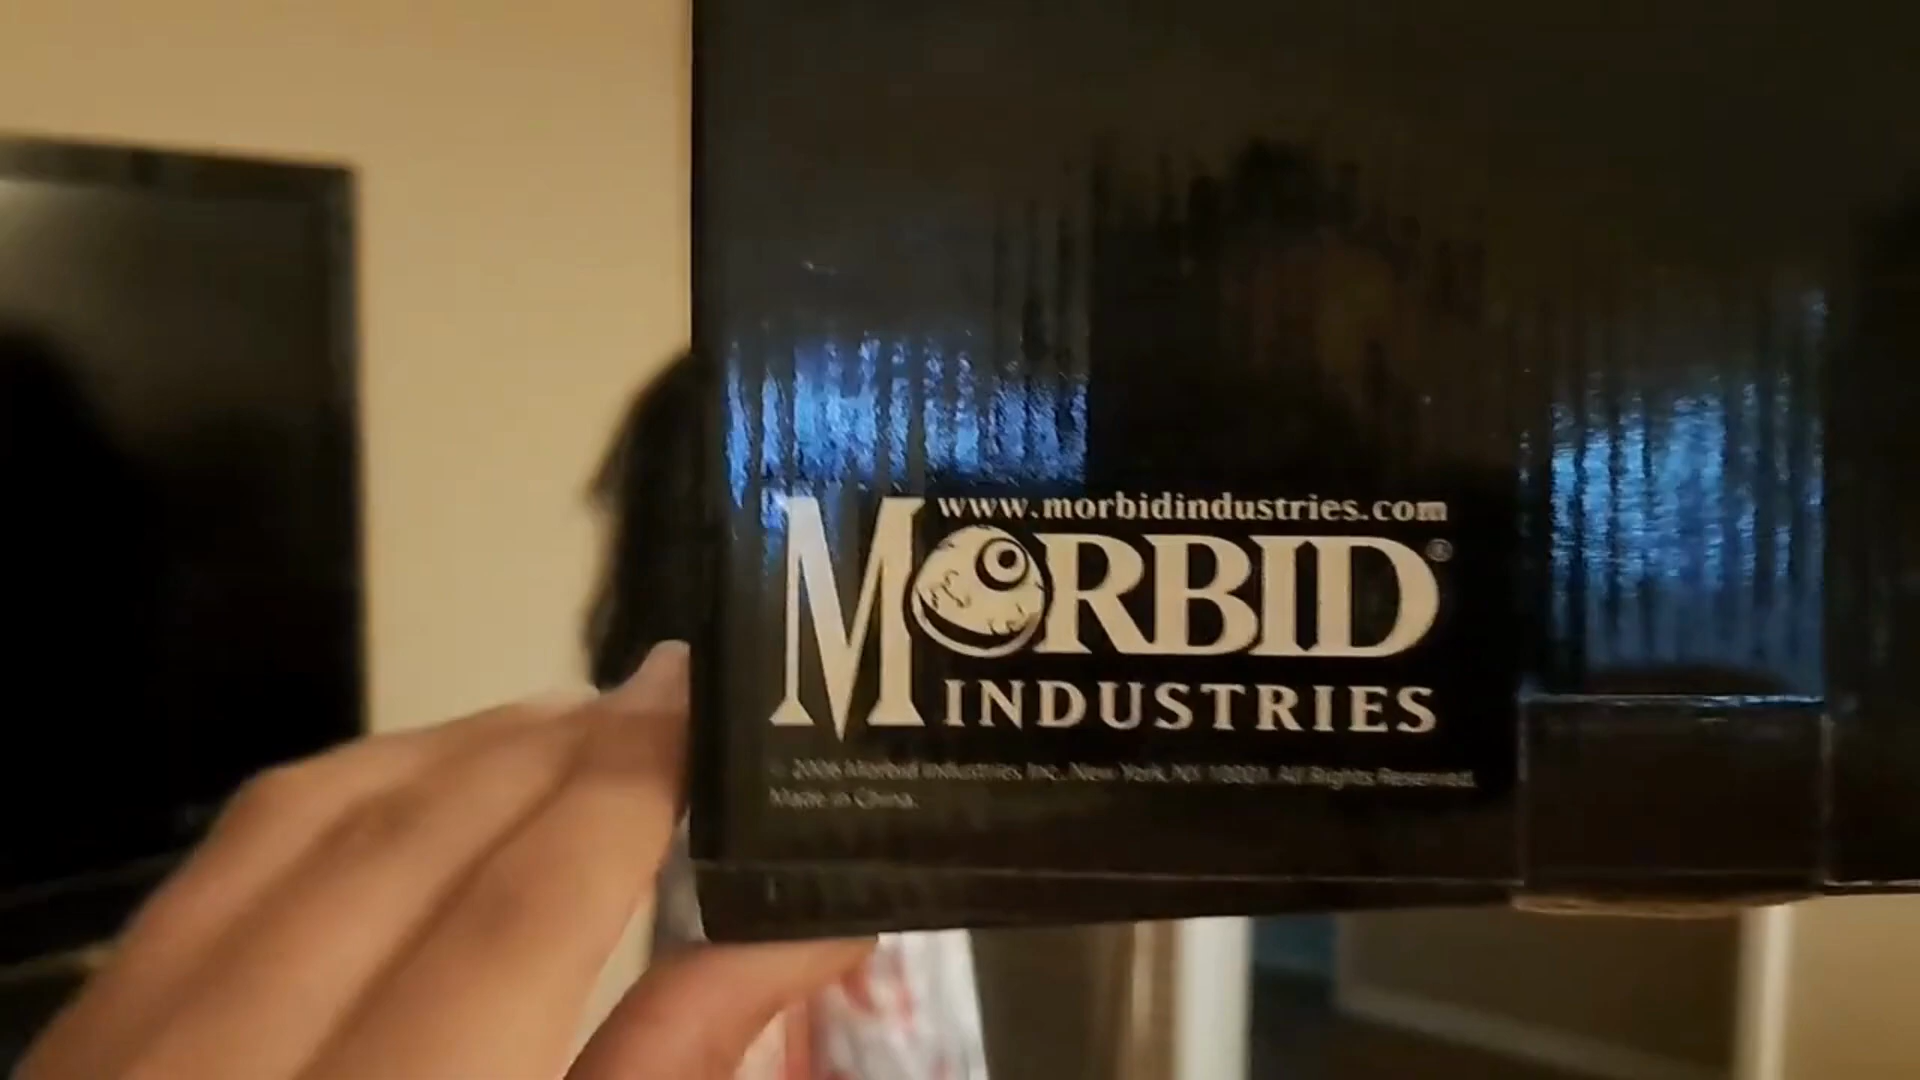 www.morbidindustries.com
MORBID®
INDUSTRIES
© 2006 Morbid Industries Inc. New York, NY 10001. All Rights Reserved.
Made in China.